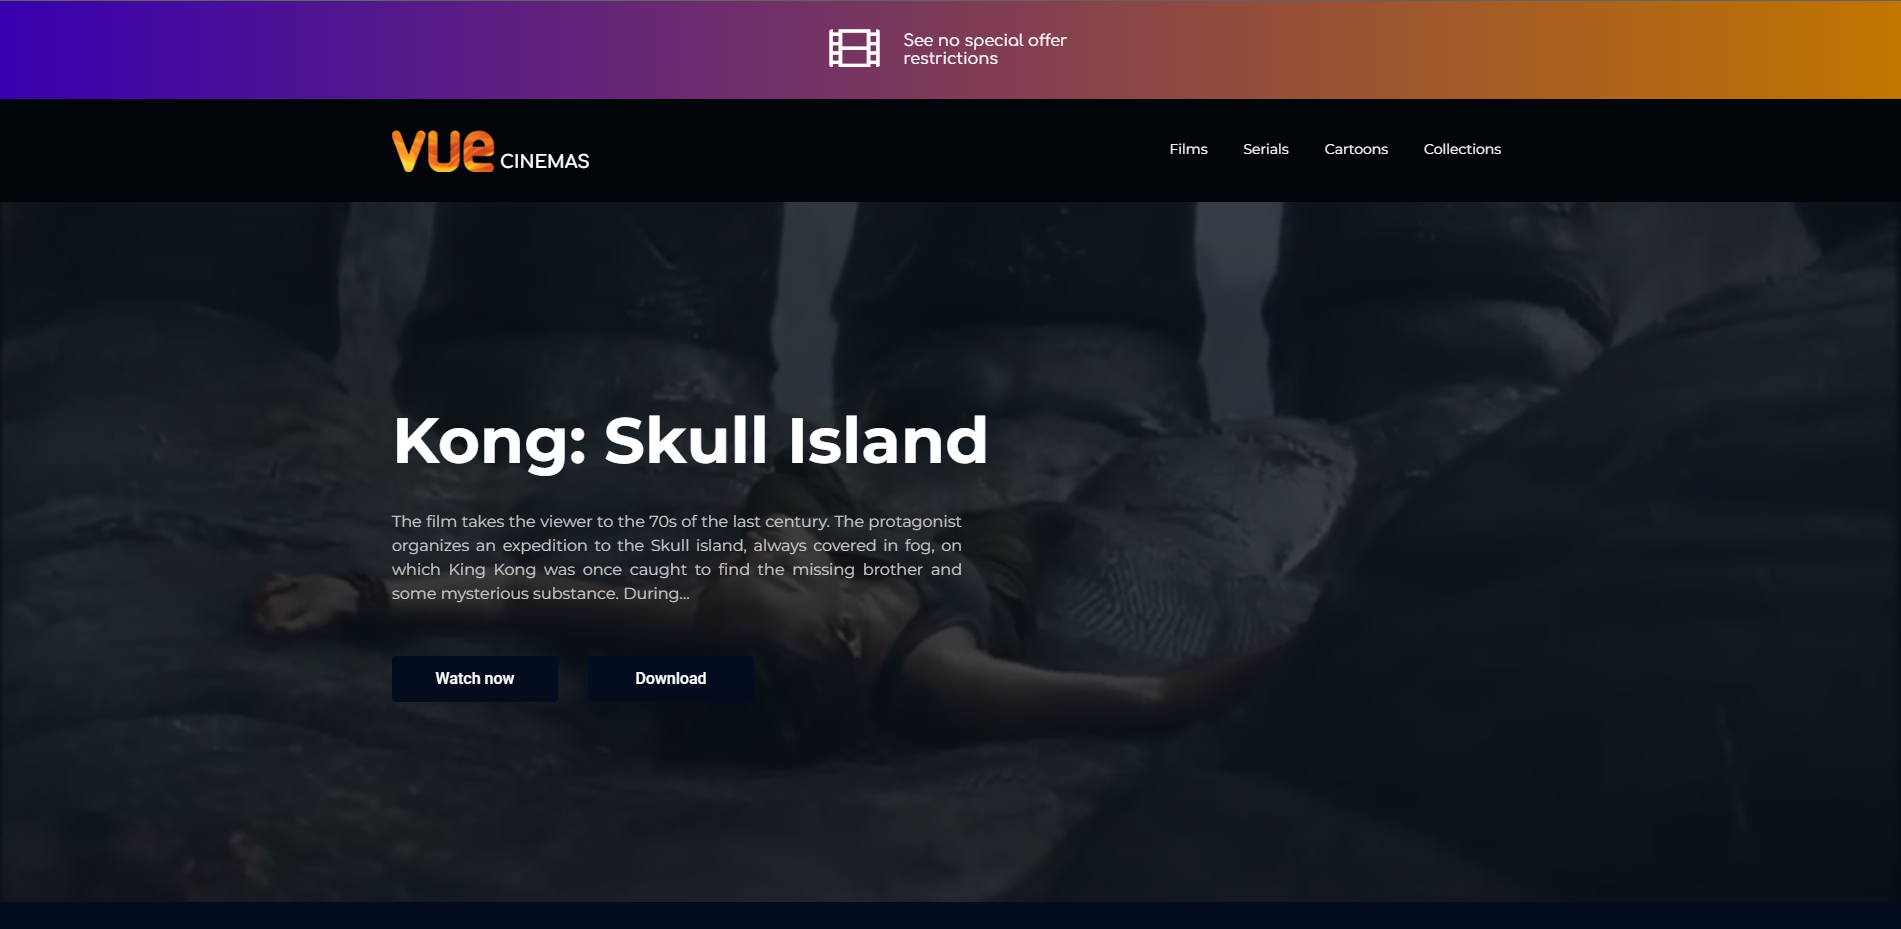 See no special offer
restrictions
vue CINEMAS
Films
Serials
Cartoons
Collections
Kong: Skull Island
The film takes the viewer to the 70s of the last century. The protagonist
organizes an expedition to the Skull island, always covered in fog, on
which King Kong was once caught to find the missing brother and
some mysterious substance. During...
Watch now
Download